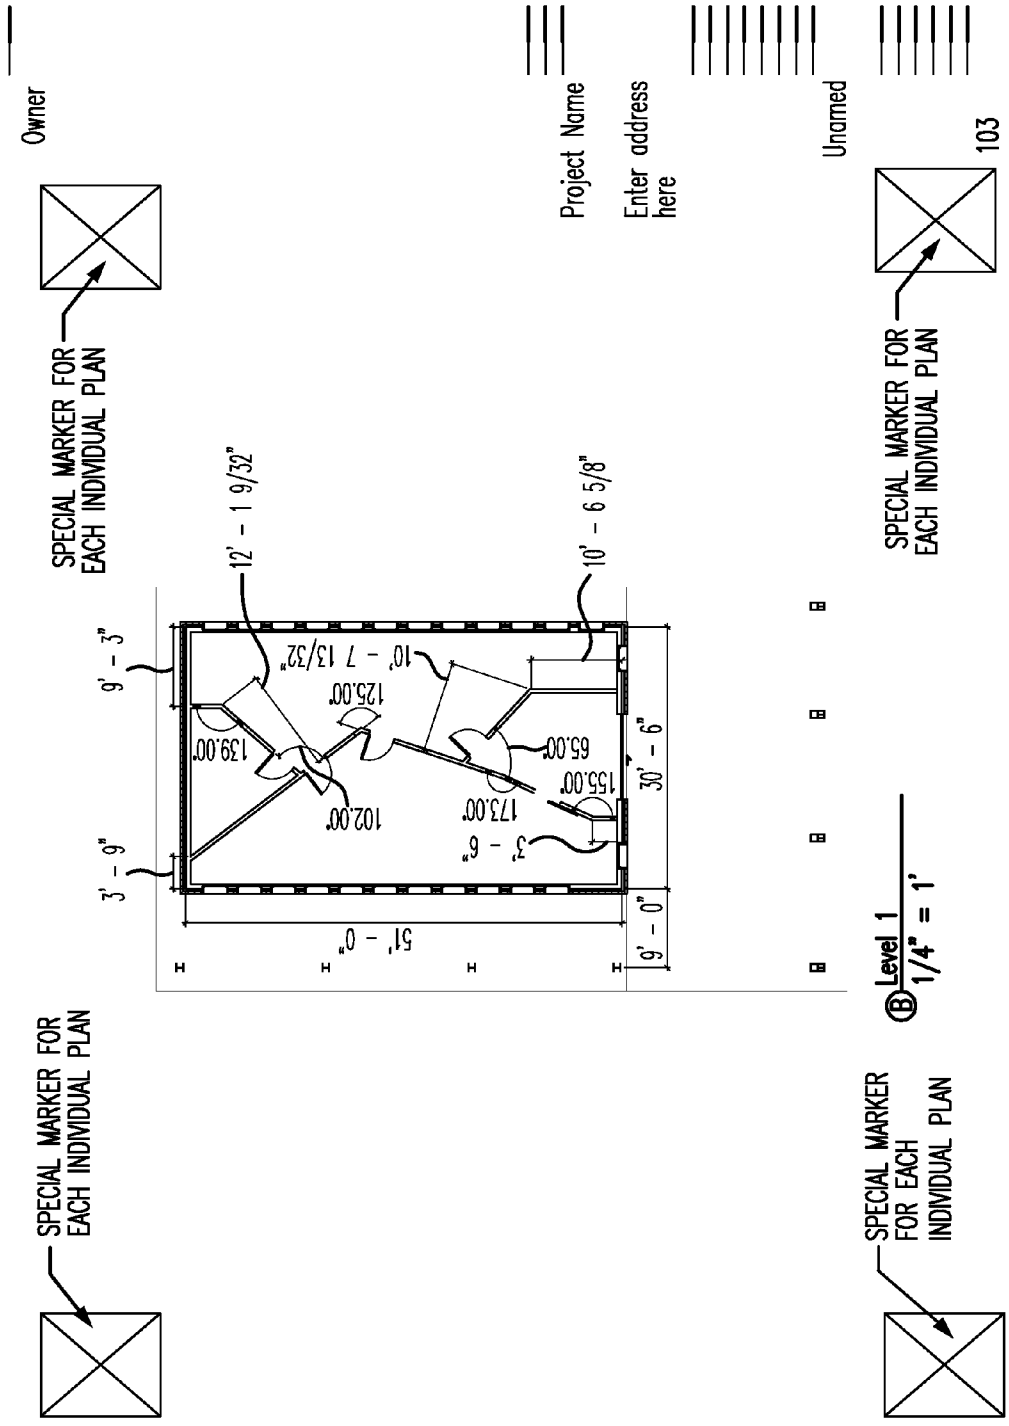 SPECIAL MARKER FOR
EACH INDIVIDUAL PLAN
SPECIAL MARKER FOR
EACH INDIVIDUAL PLAN
Owner
3' - 9"
9' - 3"
12' - 1 9/32"
139.00°
102.00°
125.00°
51' - 0"
10' - 7 13/32"
3' - 6"
173.00°
65.00°
155.00°
10' - 6 5/8"
9' - 0"
30' - 6"
Project Name
Enter address
here
Unamed
B
Level 1
1/4" = 1'
SPECIAL MARKER
FOR EACH
INDIVIDUAL PLAN
SPECIAL MARKER FOR
EACH INDIVIDUAL PLAN
103